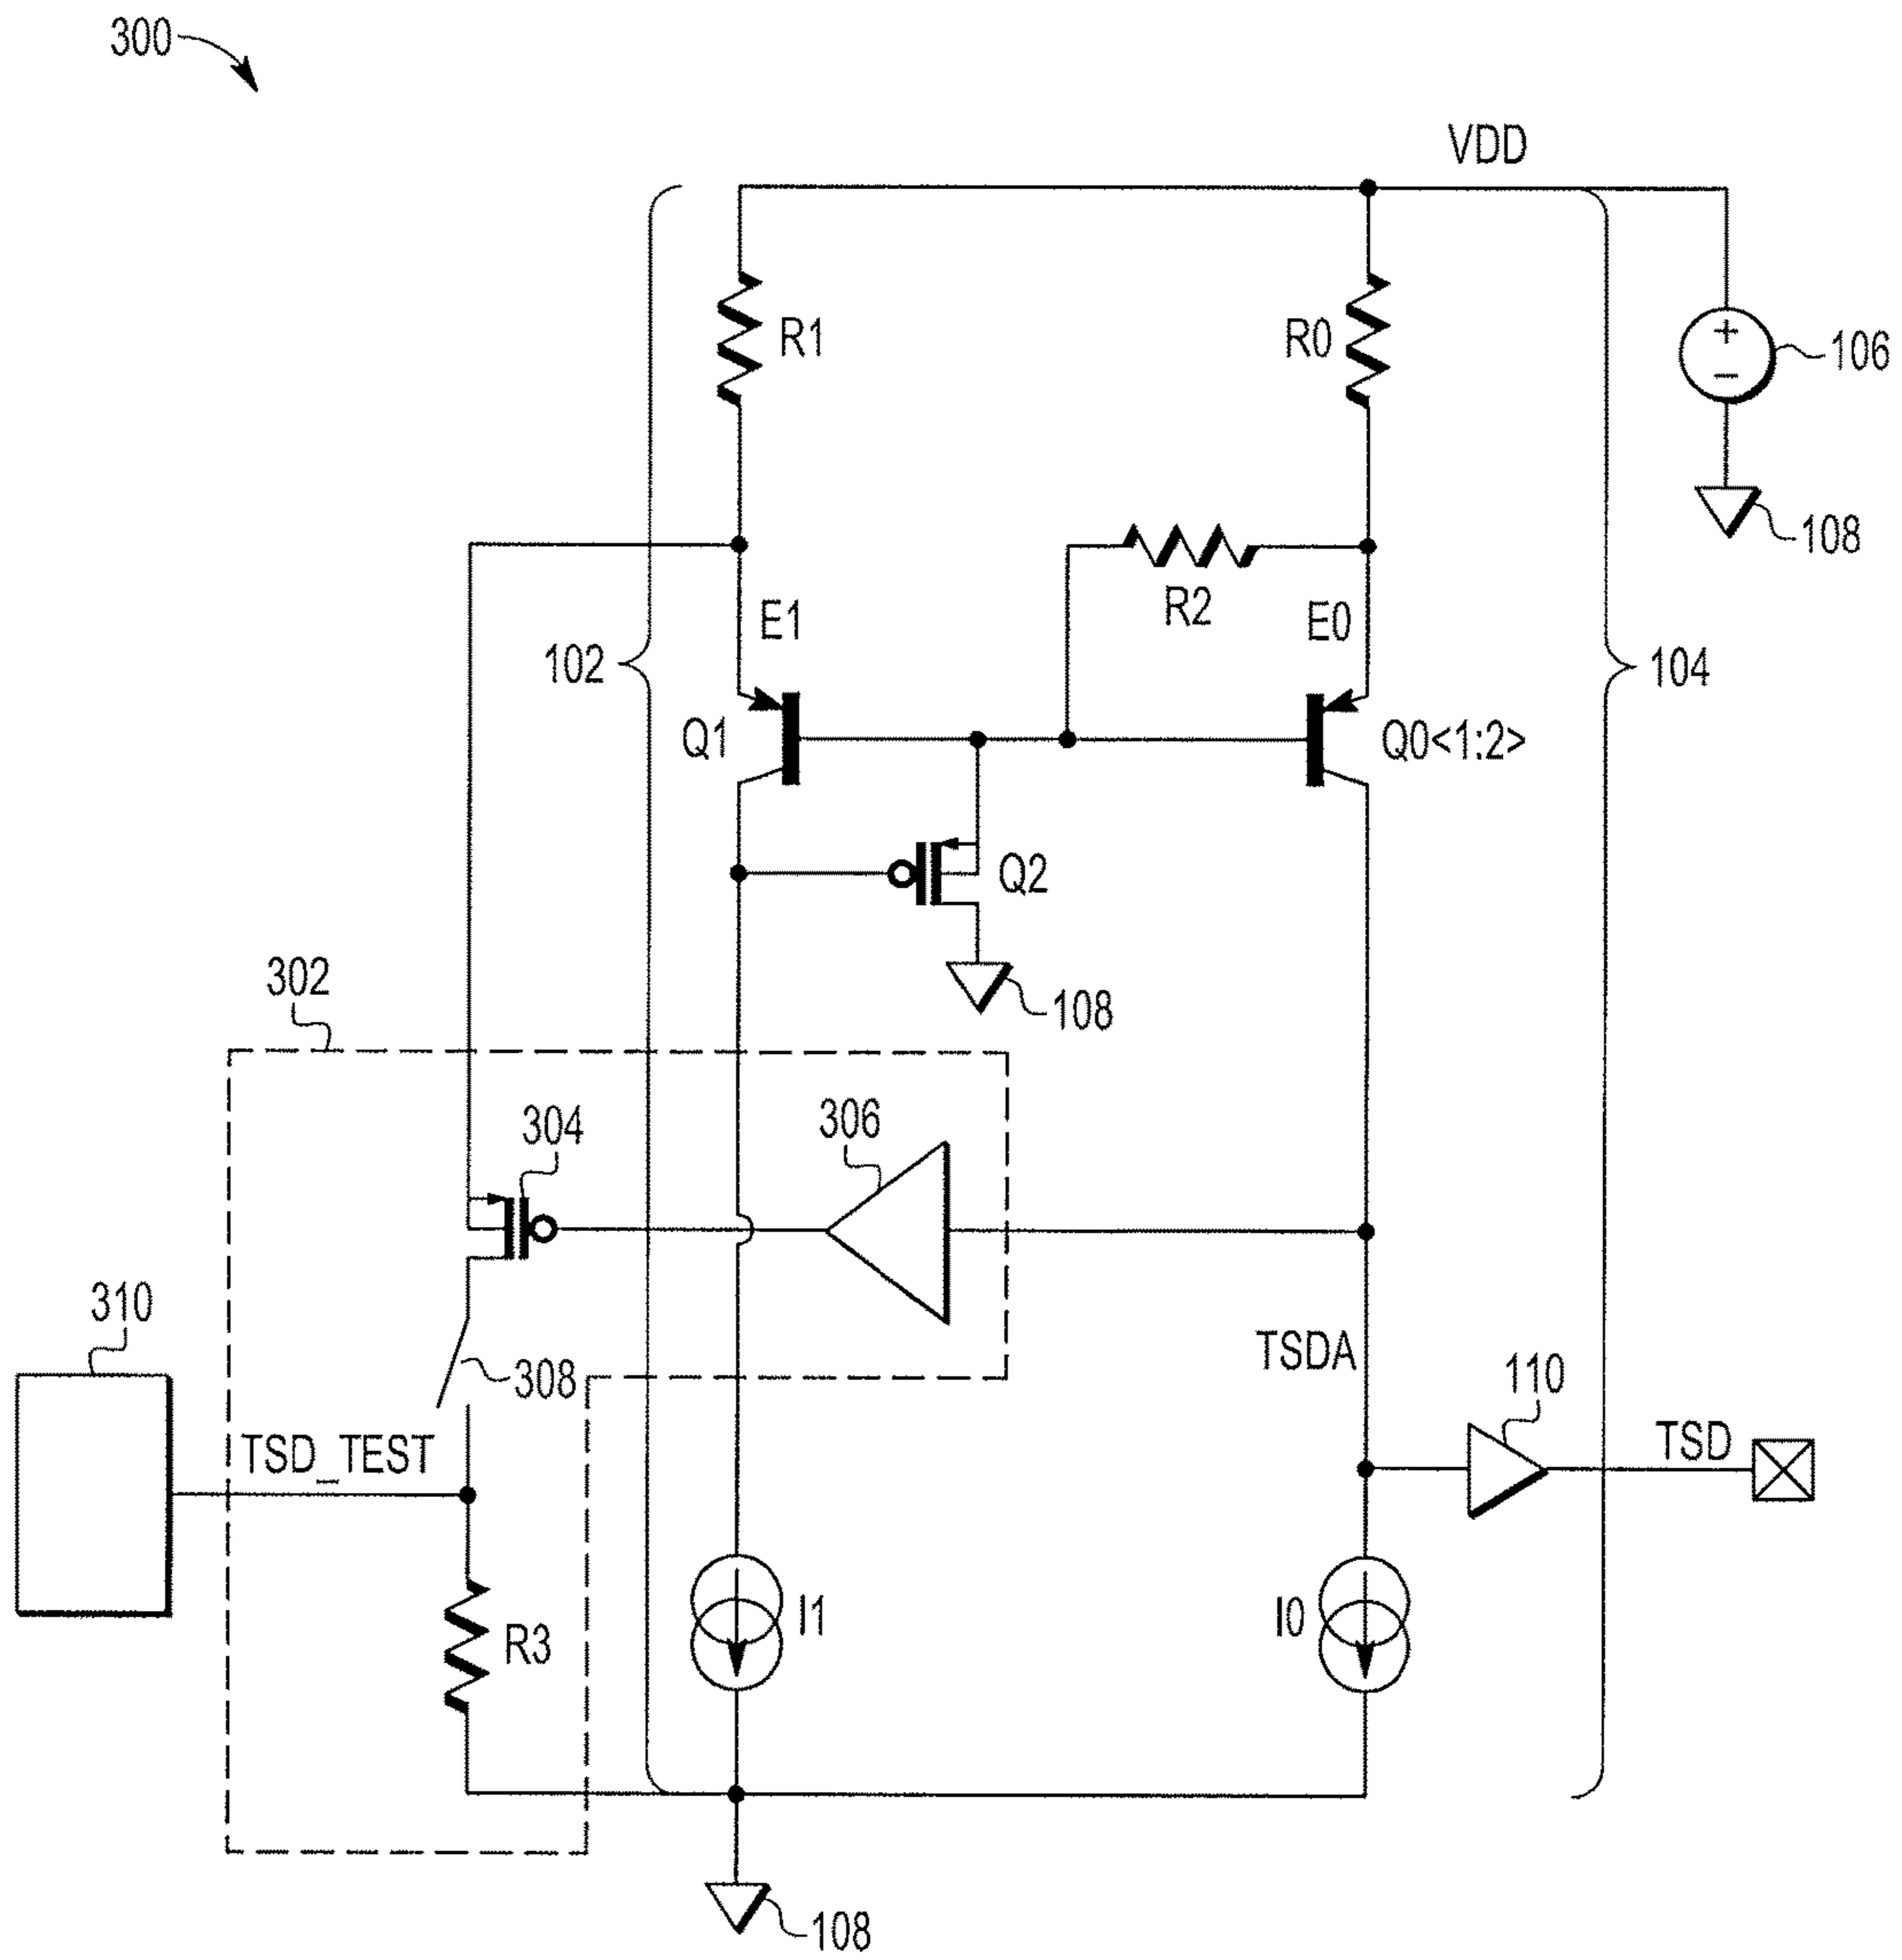 300
VDD
R1
R0
+
−
106
108
R2
E1
E0
102
104
Q1
Q0<1:2>
Q2
302
108
304
306
310
308
TSDA
110
TSD_TEST
TSD
R3
I1
I0
108